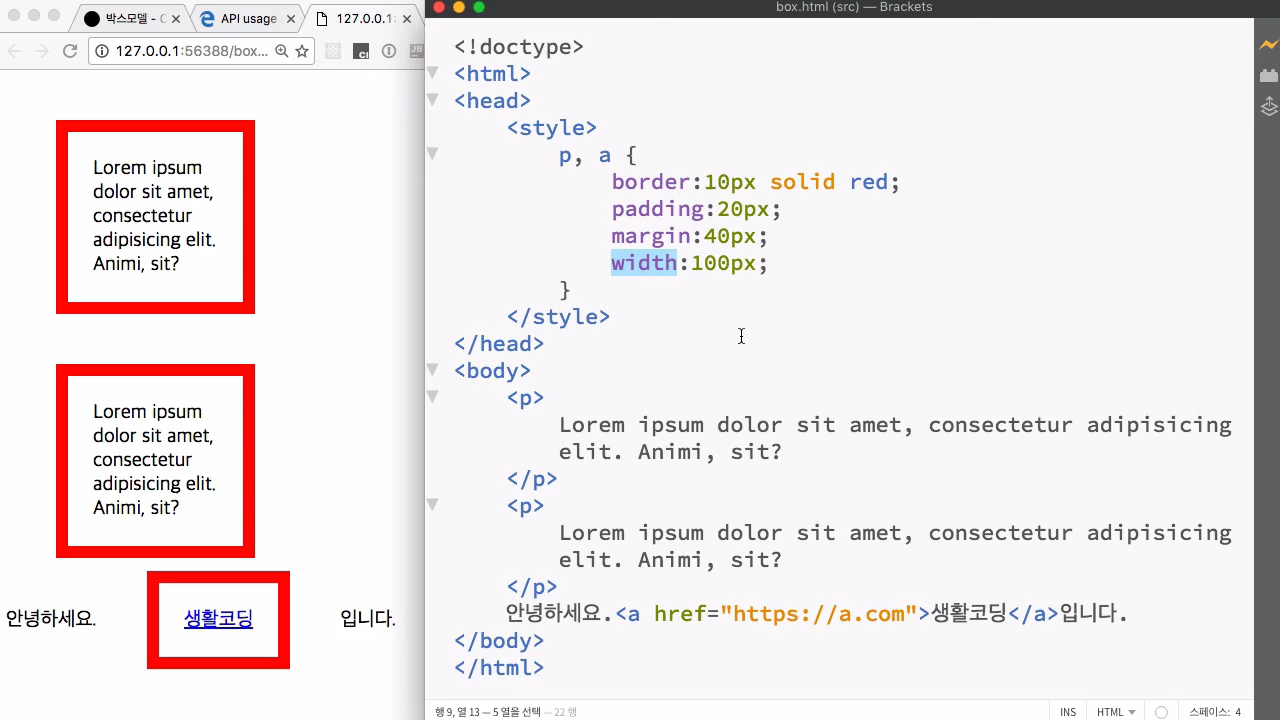 박스모델 - O
API usage
127.0.0.1:
127.0.0.1:56388/box...
Lorem ipsum
dolor sit amet,
consectetur
adipisicing elit.
Animi, sit?
Lorem ipsum
dolor sit amet,
consectetur
adipisicing elit.
Animi, sit?
안녕하세요. 생활코딩 입니다.
box.html (src) — Brackets
<!doctype>
<html>
<head>
<style>
p, a {
border:10px solid red;
padding:20px;
margin:40px;
width:100px;
}
</style>
</head>
<body>
<p>
Lorem ipsum dolor sit amet, consectetur adipisicing
elit. Animi, sit?
</p>
<p>
Lorem ipsum dolor sit amet, consectetur adipisicing
elit. Animi, sit?
</p>
안녕하세요.<a href="https://a.com">생활코딩</a>입니다.
</body>
</html>
행 9, 열 13 — 5 열을 선택 — 22 행
INS HTML 스페이스: 4